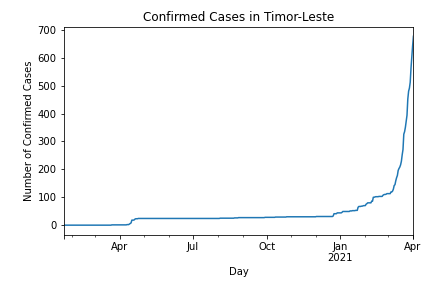 Confirmed Cases in Timor-Leste
Number of Confirmed Cases
700
600
500
400
300
200
100
0
Apr
Jul
Oct
Jan
2021
Apr
Day